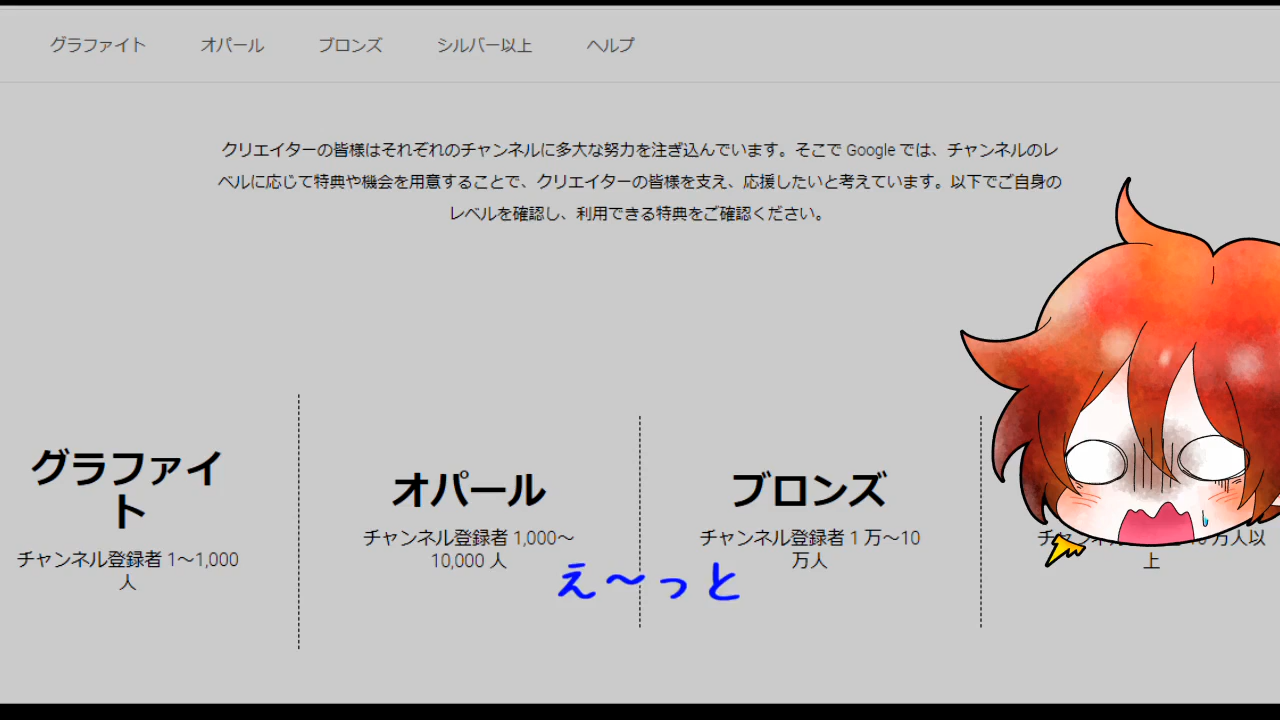 グラファイト オパール ブロンズ シルバー以上 ヘルプ
クリエイターの皆様はそれぞれのチャンネルに多大な努力を注ぎ込んでいます。そこで Google では、チャンネルのレ
ベルに応じて特典や機会を用意することで、クリエイターの皆様を支え、応援したいと考えています。以下でご自身の
レベルを確認し、利用できる特典をご確認ください。
グラファイ
ト
チャンネル登録者 1～1,000
人
オパール
チャンネル登録者 1,000～
10,000 人
ブロンズ
チャンネル登録者 1 万～10
万人
万人以
上
え～っと